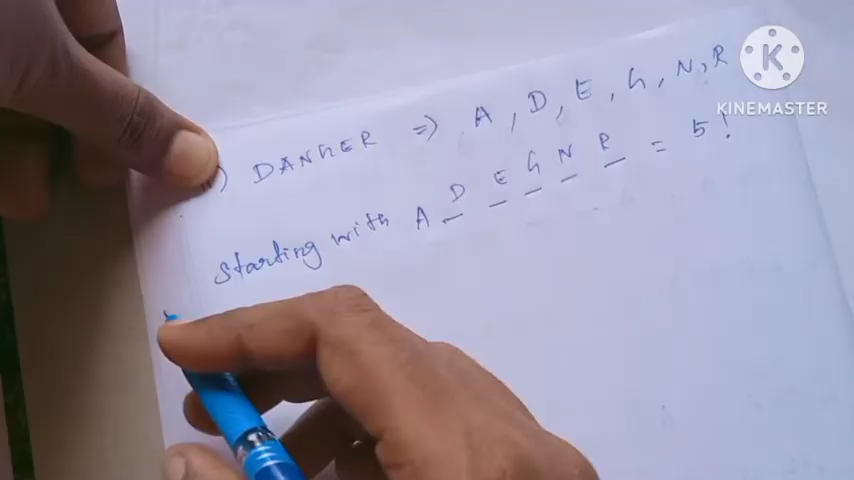 ) DANGER => A, D, E, G, N, R
starting with A D E G N R = 5!
K
KINEMASTER